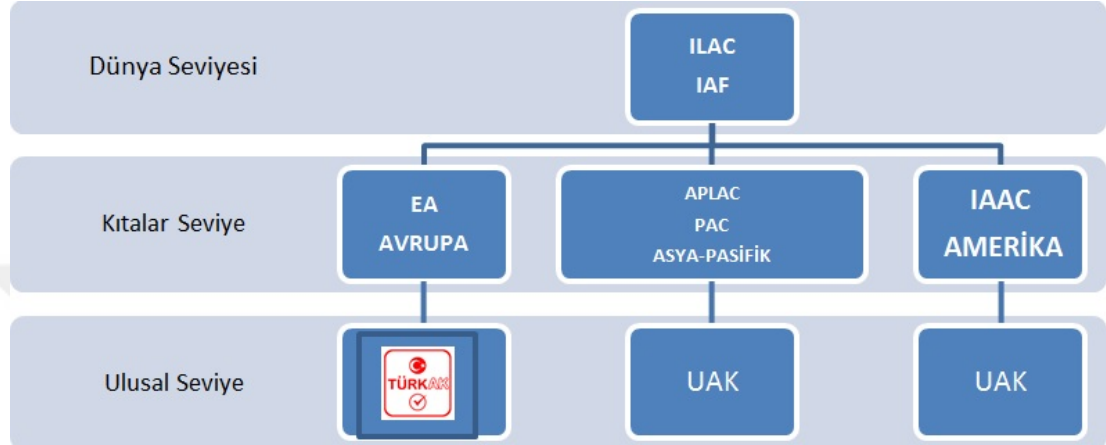 Dünya Seviyesi
ILAC
IAF
Kıtalar Seviye
EA
AVRUPA
APLAC
PAC
ASYA-PASİFİK
IAAC
AMERİKA
Ulusal Seviye
TÜRKAK
UAK
UAK